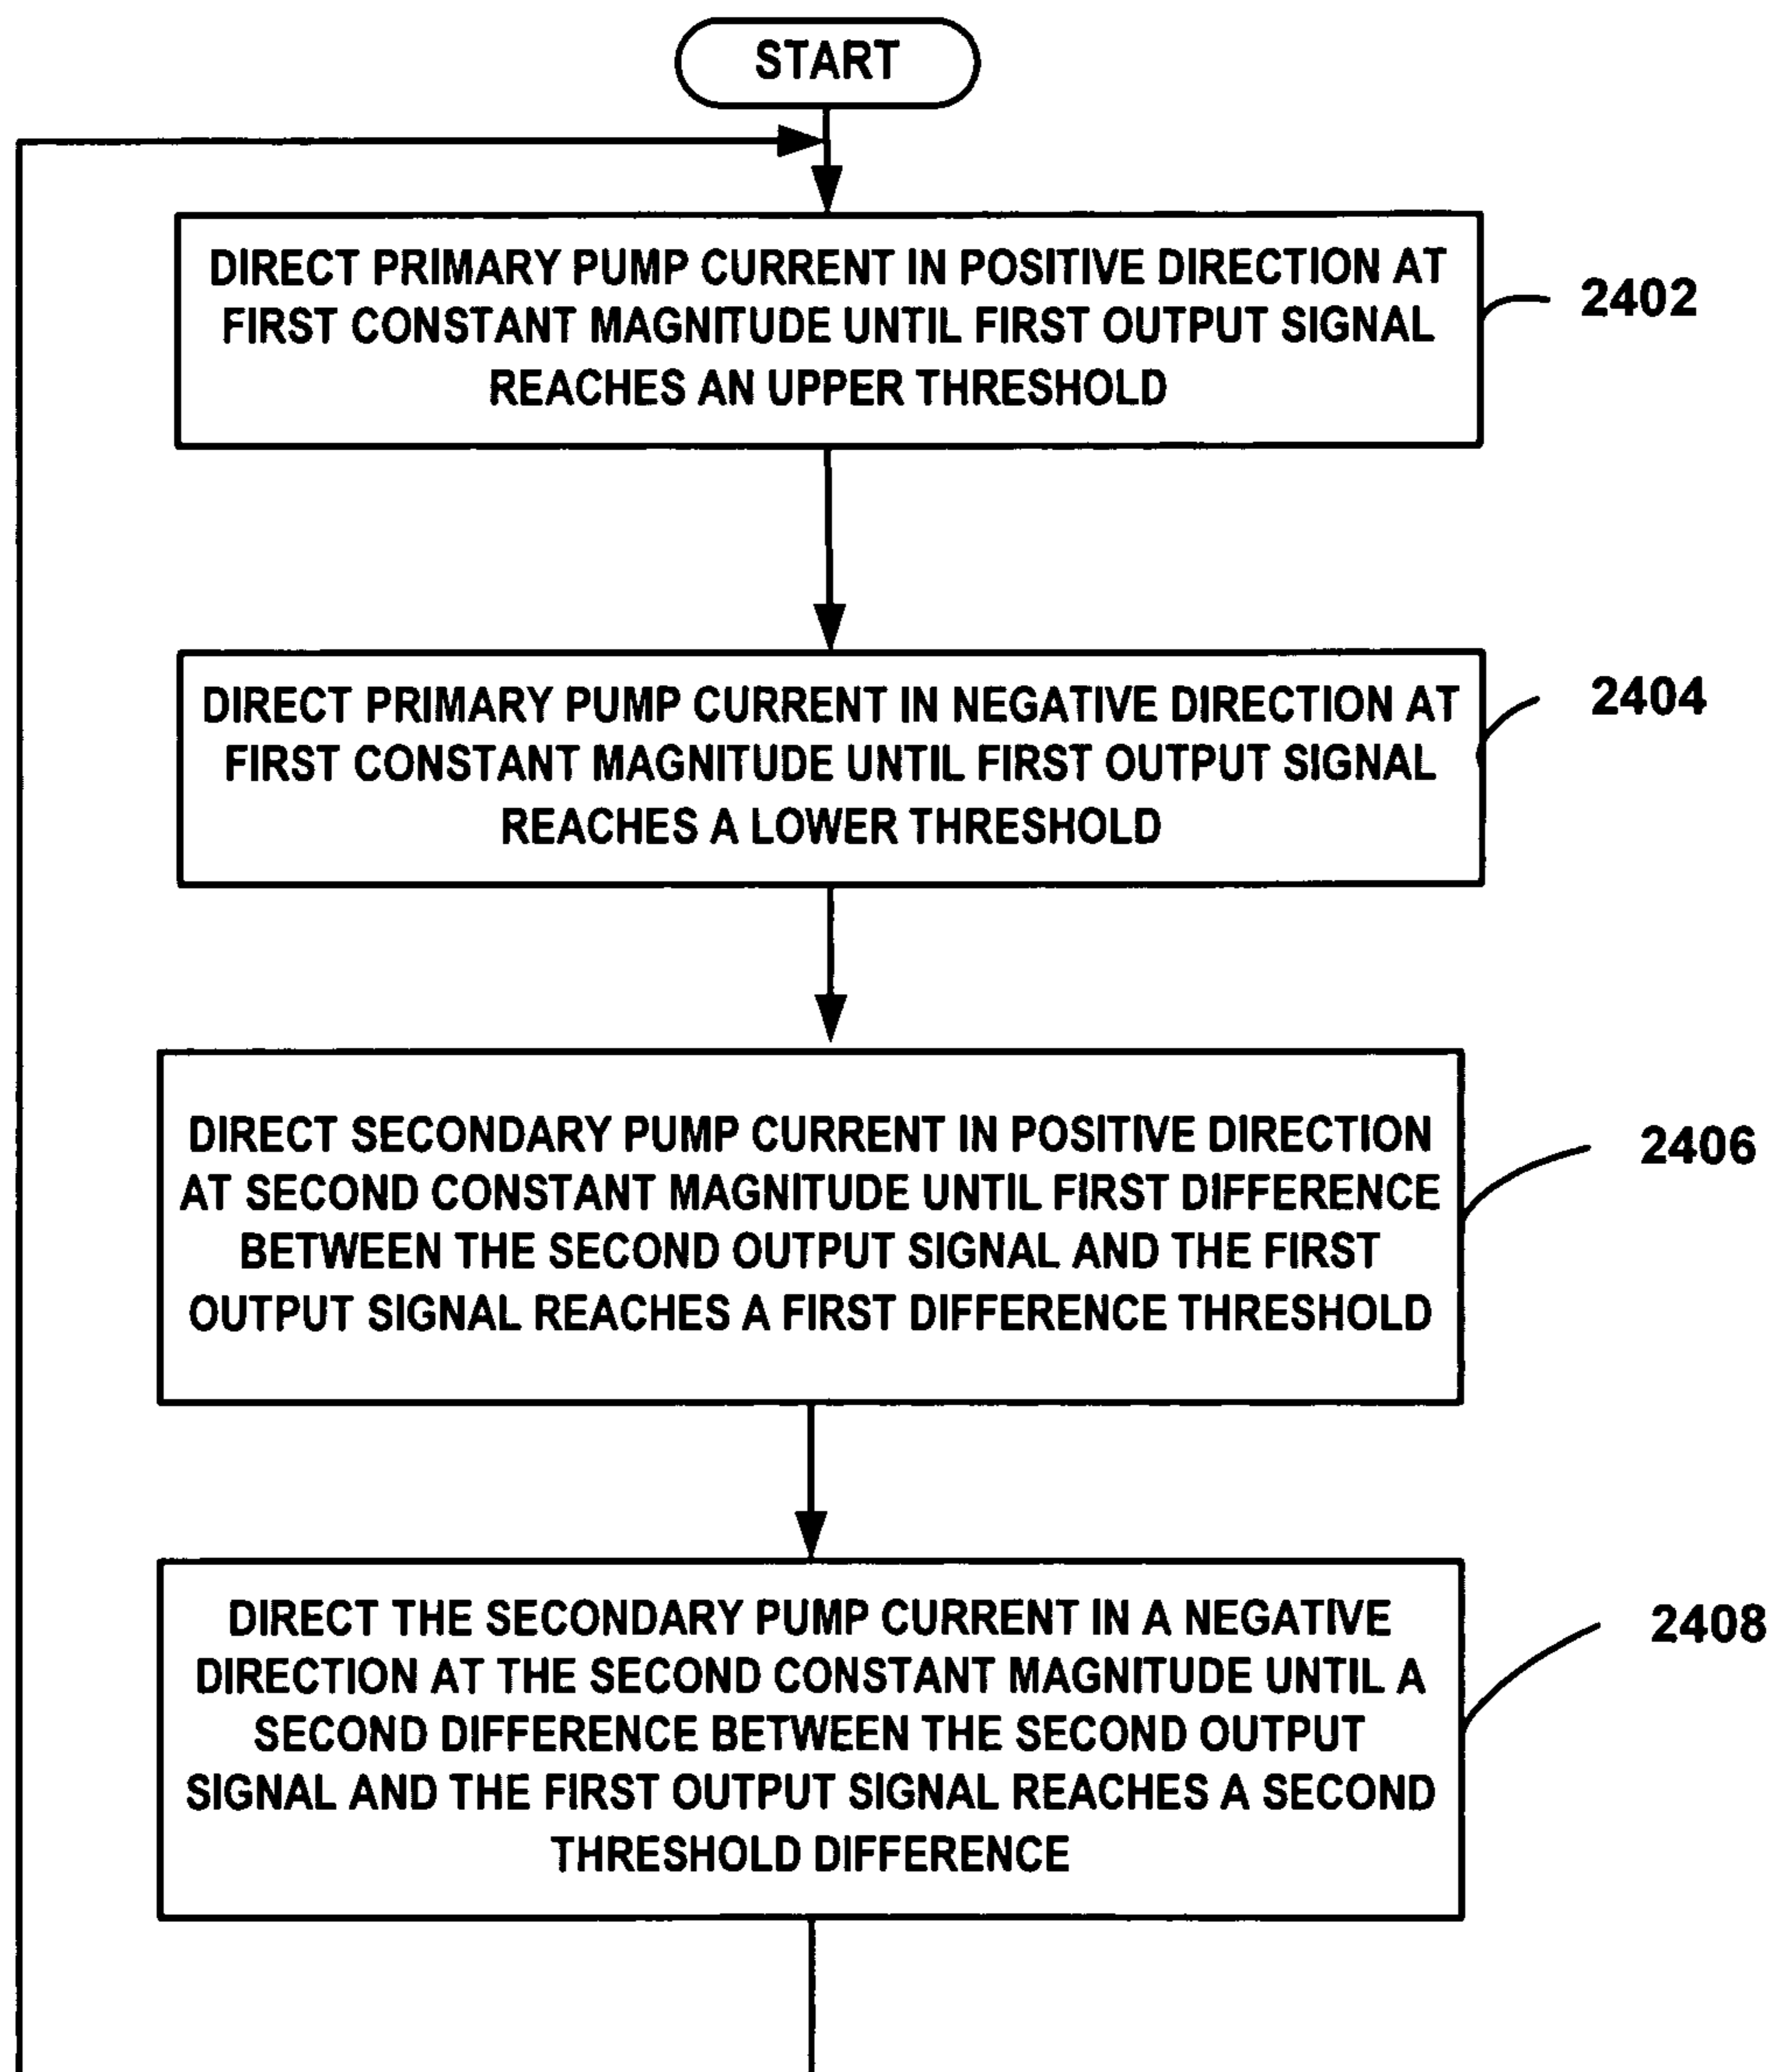 START
DIRECT PRIMARY PUMP CURRENT IN POSITIVE DIRECTION AT
FIRST CONSTANT MAGNITUDE UNTIL FIRST OUTPUT SIGNAL
REACHES AN UPPER THRESHOLD
2402
DIRECT PRIMARY PUMP CURRENT IN NEGATIVE DIRECTION AT
FIRST CONSTANT MAGNITUDE UNTIL FIRST OUTPUT SIGNAL
REACHES A LOWER THRESHOLD
2404
DIRECT SECONDARY PUMP CURRENT IN POSITIVE DIRECTION
AT SECOND CONSTANT MAGNITUDE UNTIL FIRST DIFFERENCE
BETWEEN THE SECOND OUTPUT SIGNAL AND THE FIRST
OUTPUT SIGNAL REACHES A FIRST DIFFERENCE THRESHOLD
2406
DIRECT THE SECONDARY PUMP CURRENT IN A NEGATIVE
DIRECTION AT THE SECOND CONSTANT MAGNITUDE UNTIL A
SECOND DIFFERENCE BETWEEN THE SECOND OUTPUT
SIGNAL AND THE FIRST OUTPUT SIGNAL REACHES A SECOND
THRESHOLD DIFFERENCE
2408